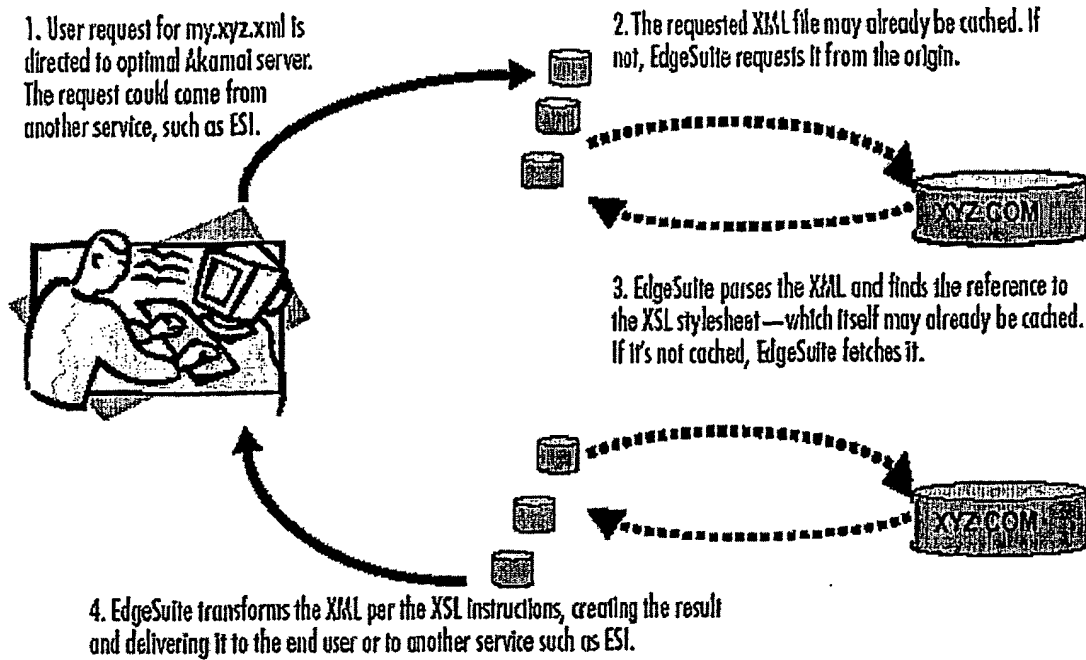 1. User request for my.xyz.xml is
directed to optimal Akamai server.
The request could come from
another service, such as ESI.
2. The requested XML file may already be cached. If
not, EdgeSuite requests it from the origin.
XYZ.COM
3. EdgeSuite parses the XML and finds the reference to
the XSL stylesheet—which itself may already be cached.
If it's not cached, EdgeSuite fetches it.
XYZ.COM
4. EdgeSuite transforms the XML per the XSL instructions, creating the result
and delivering it to the end user or to another service such as ESI.